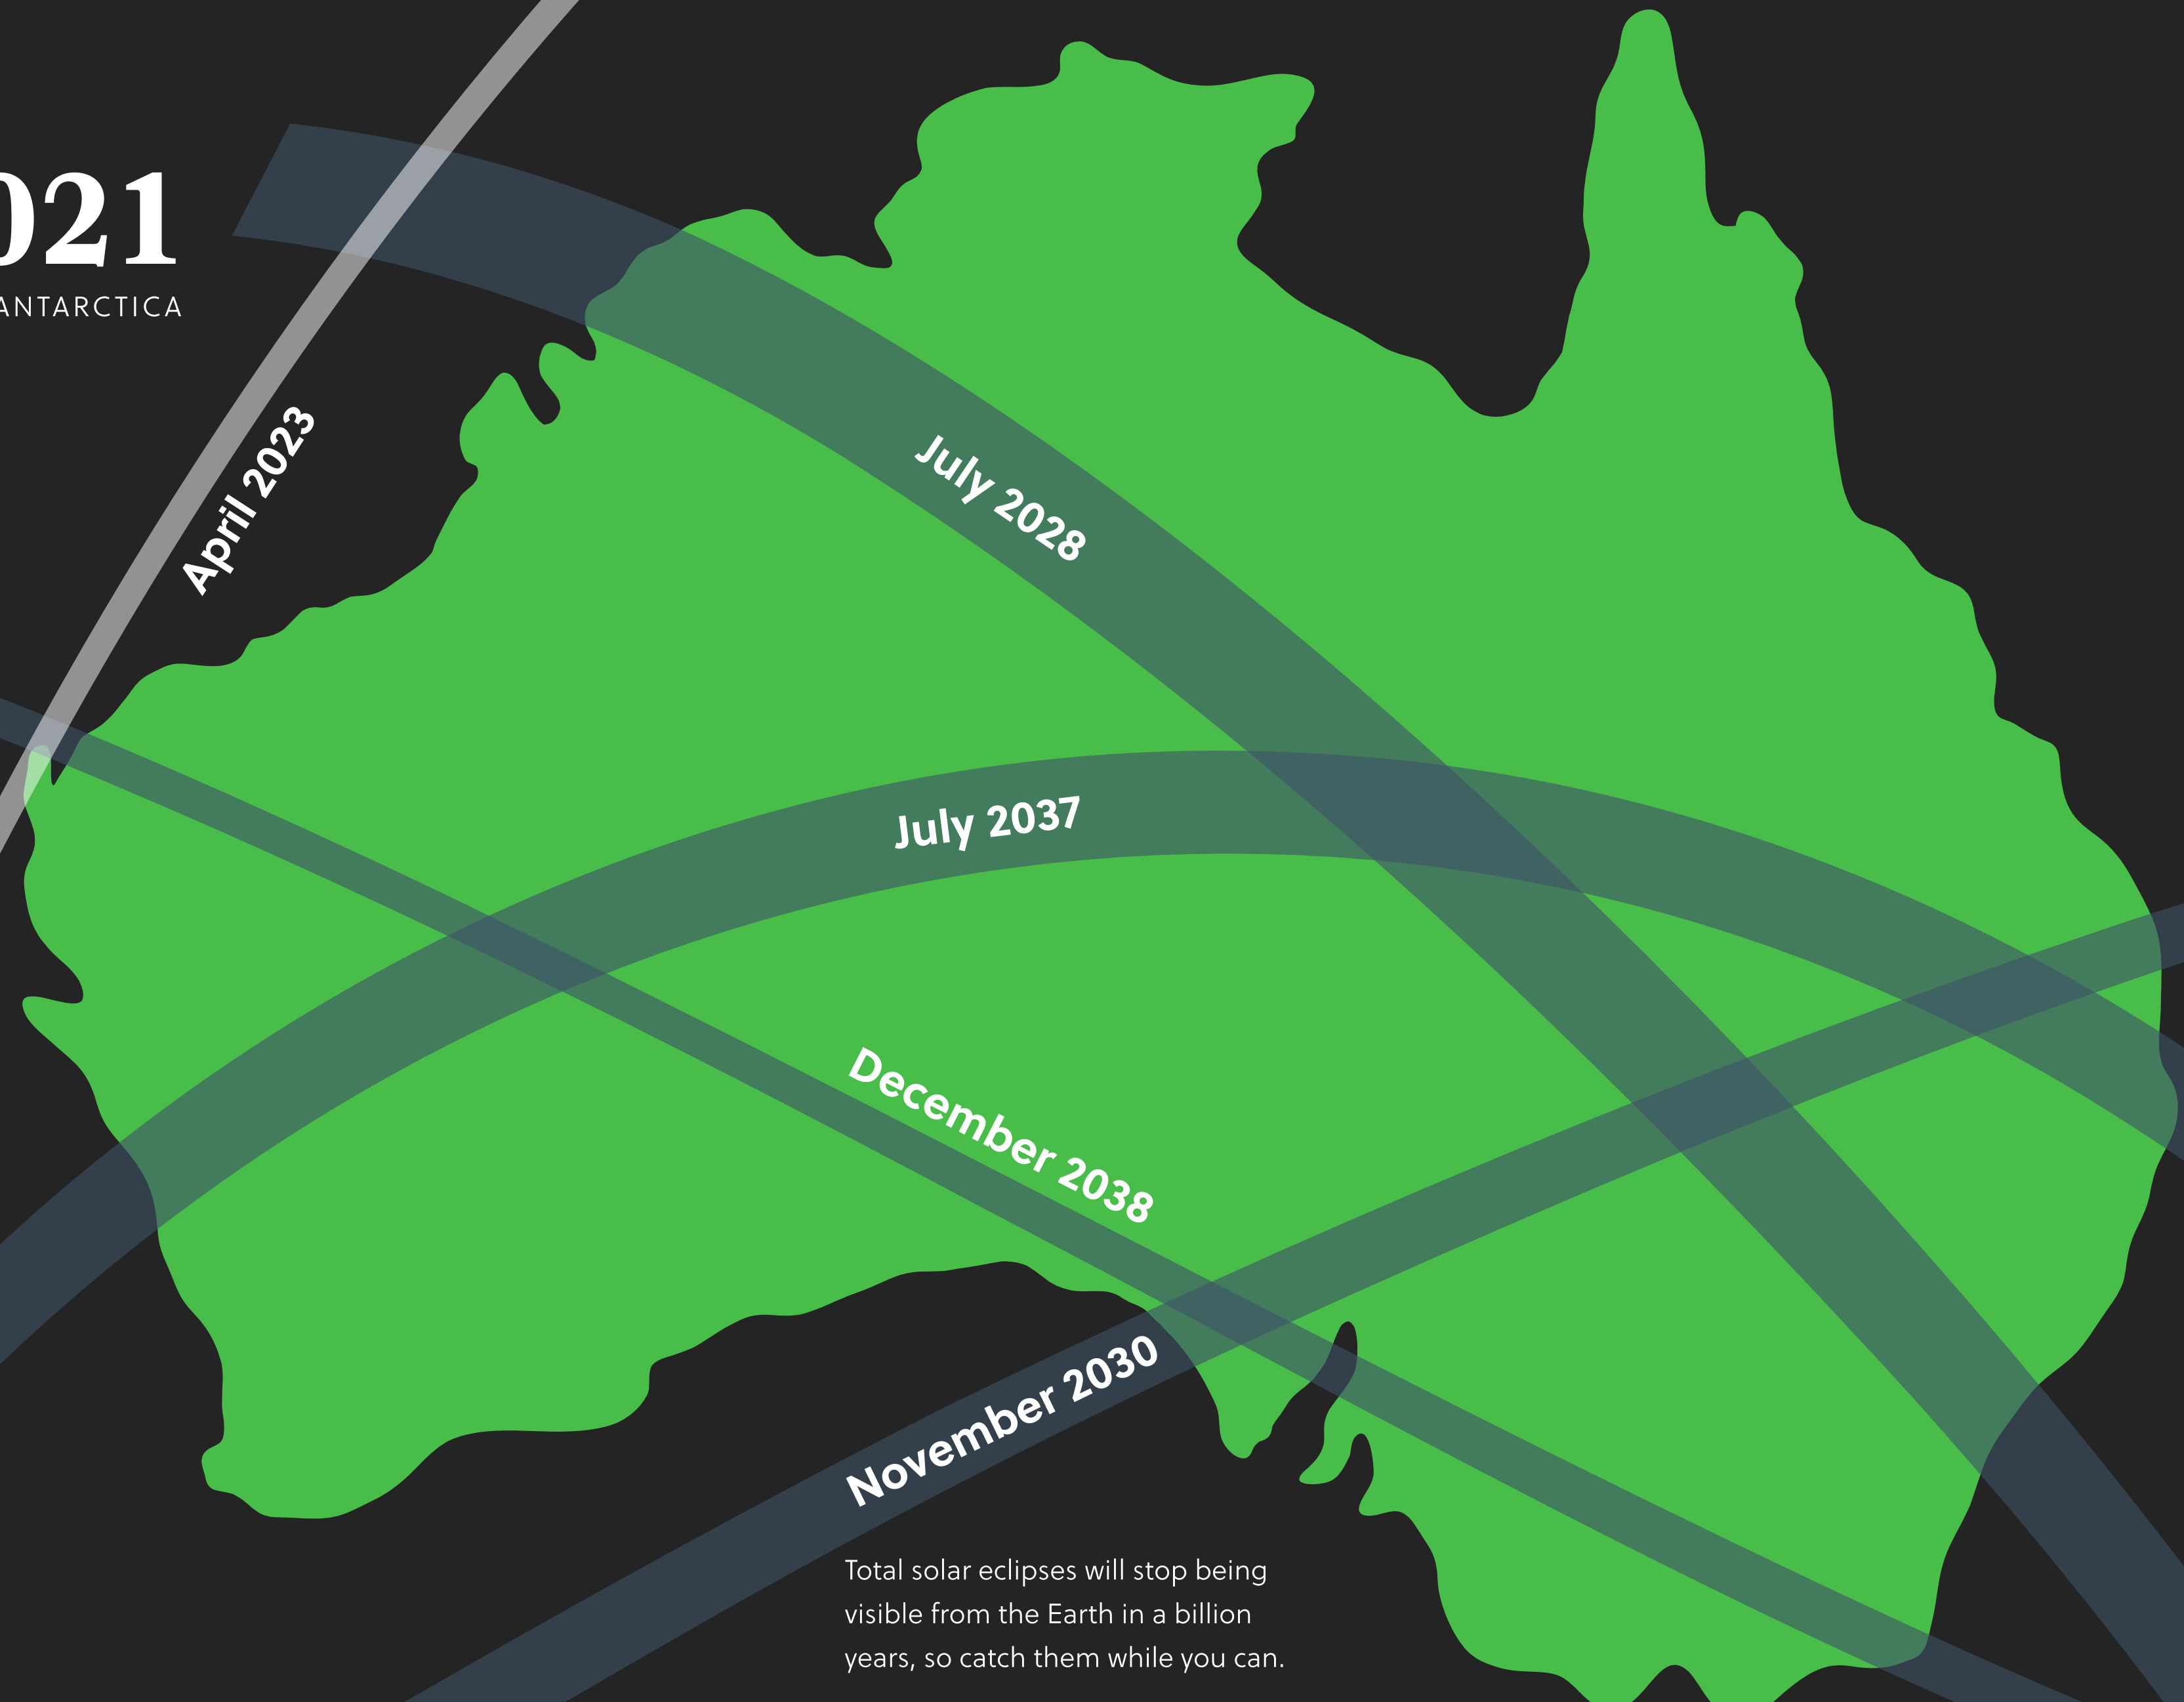 021
ANTARCTICA
April 2023
July 2028
July 2037
December 2038
November 2030
Total solar eclipses will stop being
visible from the Earth in a billion
years, so catch them while you can.